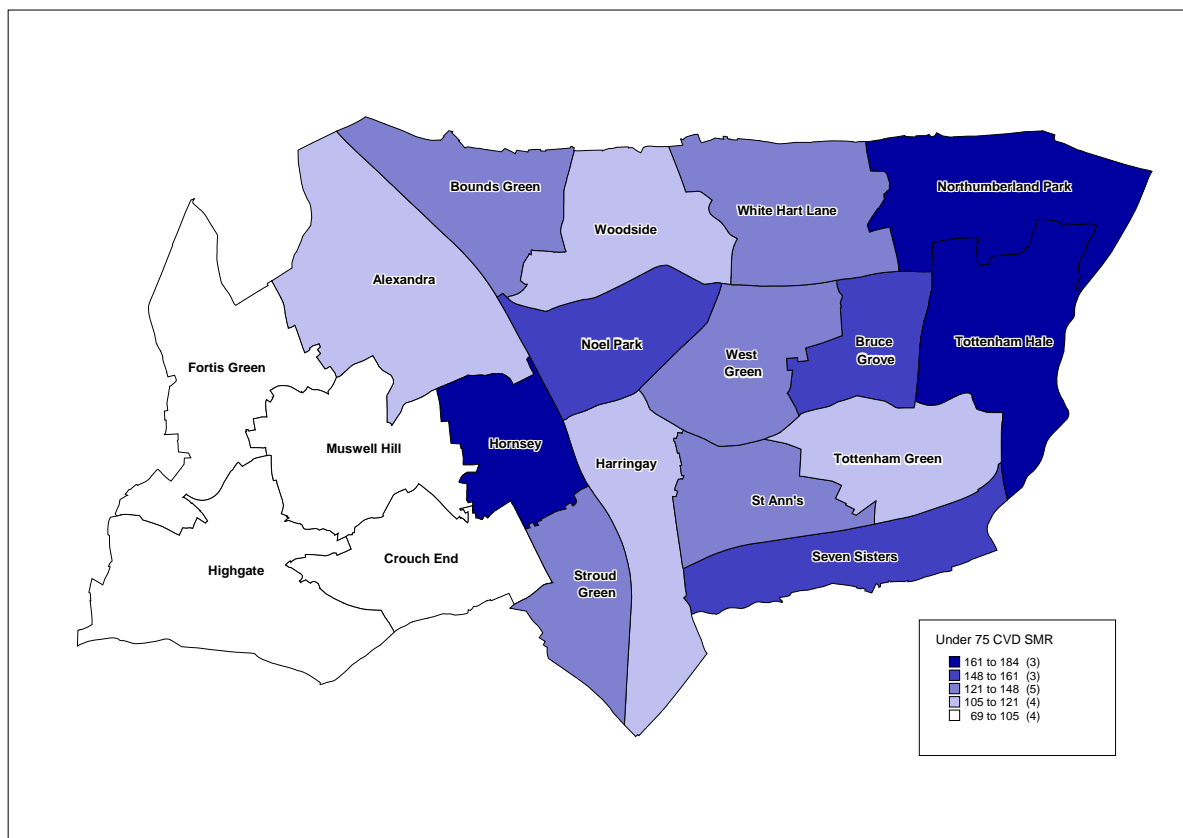 Northumberland Park
Bounds Green
White Hart Lane
Woodside
Alexandra
Noel Park
Tottenham Hale
Bruce
Grove
West
Green
Fortis Green
Muswell Hill
Hornsey
Harringay
Tottenham Green
St Ann's
Crouch End
Seven Sisters
Highgate
Stroud
Green
Under 75 CVD SMR
161 to 184 (3)
148 to 161 (3)
121 to 148 (5)
105 to 121 (4)
69 to 105 (4)